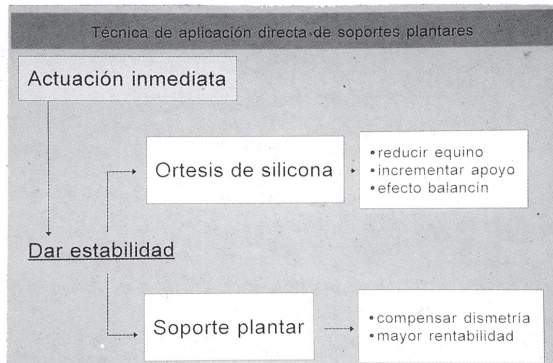 Técnica de aplicación directa de soportes plantares
Actuación inmediata
Ortesis de silicona
•reducir equino
•incrementar apoyo
•efecto balancín
Dar estabilidad
Soporte plantar
•compensar dismetría
•mayor rentabilidad